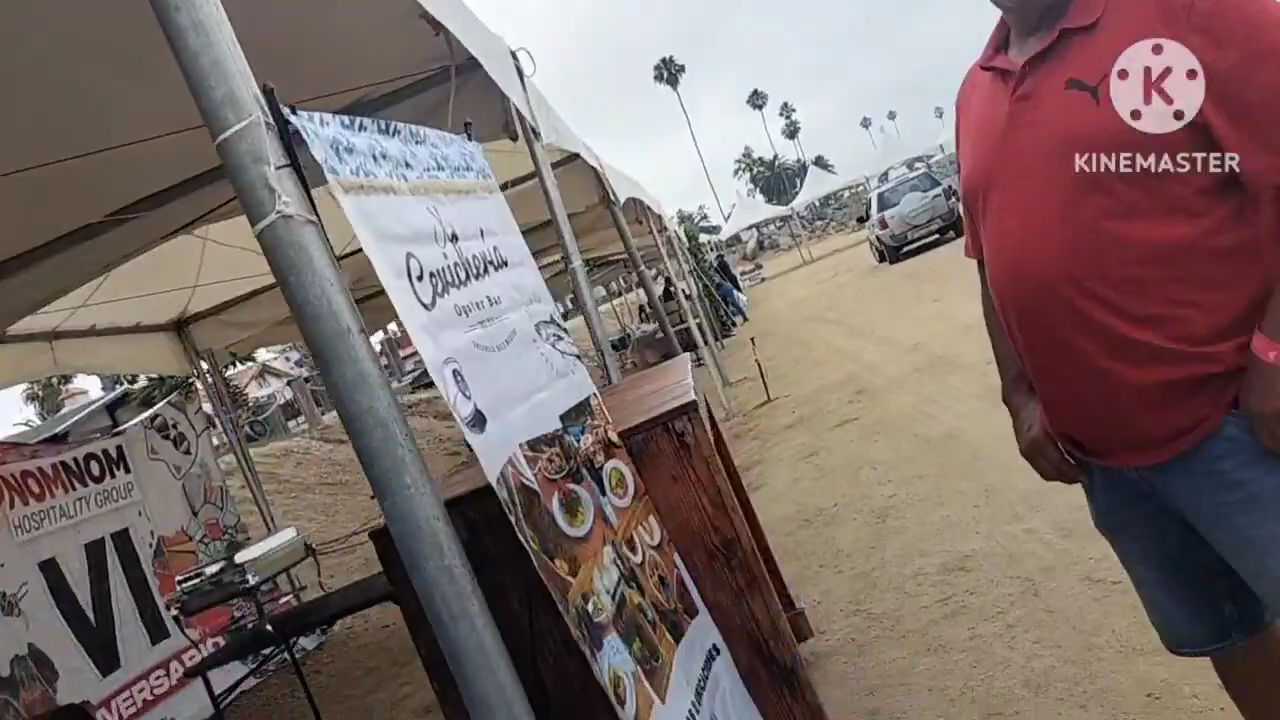 La
Cevichería
Oyster Bar
NOMNOM
HOSPITALITY GROUP
VI
VERSARIO
KINEMASTER